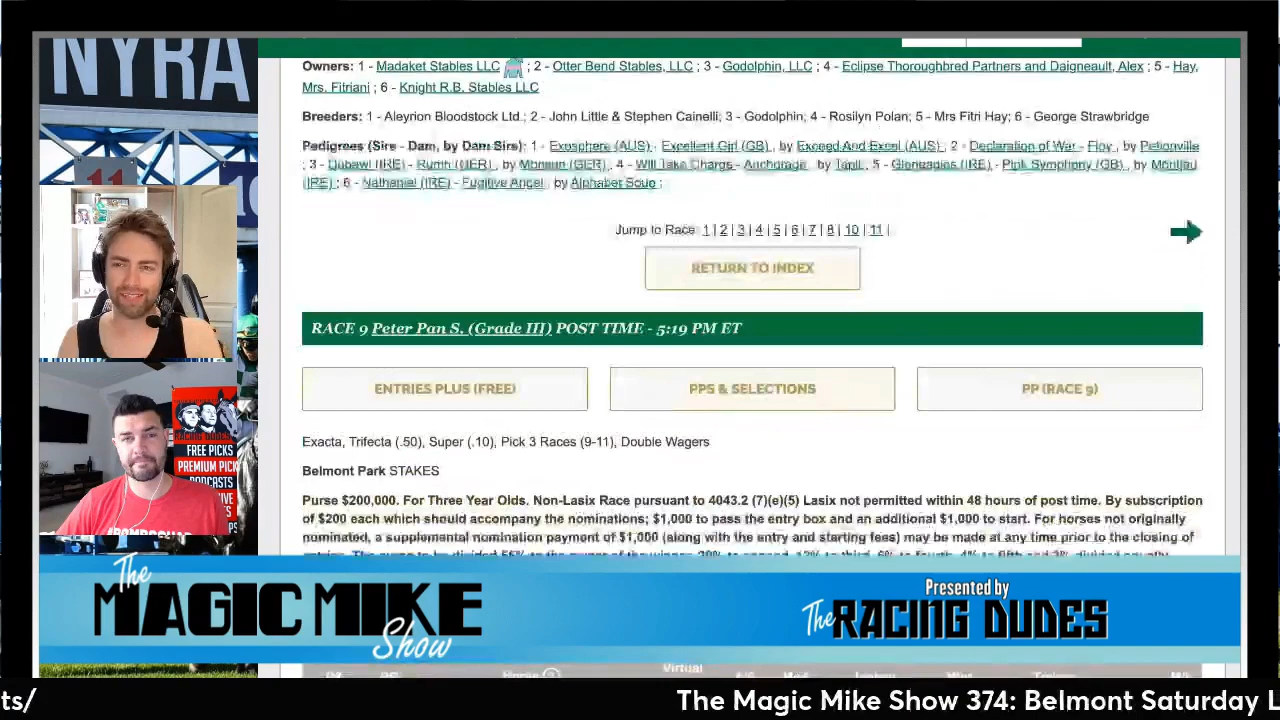 NYRA
11
Owners: 1 - Madaket Stables LLC ; 2 - Otter Bend Stables, LLC ; 3 - Godolphin, LLC ; 4 - Eclipse Thoroughbred Partners and Daigneault, Alex ; 5 - Hay,
Mrs. Fitriani ; 6 - Knight R.B. Stables LLC
Breeders: 1 - Aleyrion Bloodstock Ltd.; 2 - John Little & Stephen Cainelli; 3 - Godolphin; 4 - Rosilyn Polan; 5 - Mrs Fitri Hay; 6 - George Strawbridge
Pedigrees (Sire - Dam, by Dam Sire): 1 - Exosphere (AUS) - Excellent Girl (GB) , by Exceed And Excel (AUS) , 2 - Declaration of War - Floy , by Petionville
; 3 - Dubawi (IRE) - by Monsun (GER), 4 - Will Take Charge - Anchorage by Tapit, 5 - Gleneagles (IRE) - Pink Symphony (GB) , by Montjeu
(IRE) ; 6 - Nathaniel (IRE) - Fugitive Angel , by Alphabet Soup ;
Jump to Race: 1 | 2 | 3 | 4 | 5 | 6 | 7 | 8 | 10 | 11 |
RETURN TO INDEX
RACE 9 Peter Pan S. (Grade III) POST TIME - 5:19 PM ET
ENTRIES PLUS (FREE)
PPS & SELECTIONS
PP (RACE 9)
Exacta, Trifecta (.50), Super (.10), Pick 3 Races (9-11), Double Wagers
Belmont Park STAKES
Purse $200,000. For Three Year Olds. Non-Lasix Race pursuant to 4043.2 (7)(e)(5) Lasix not permitted within 48 hours of post time. By subscription
of $200 each which should accompany the nominations; $1,000 to pass the entry box and an additional $1,000 to start. For horses not originally
nominated, a supplemental nomination payment of $1,000 (along with the entry and starting fees) may be made at any time prior to the closing of
RACING DUDES
FREE PICKS
PREMIUM PICK
PODCASTS
The
MAGIC MIKE
Show
Presented by
The RACING DUDES
Virtual
ts/
The Magic Mike Show 374: Belmont Saturday L